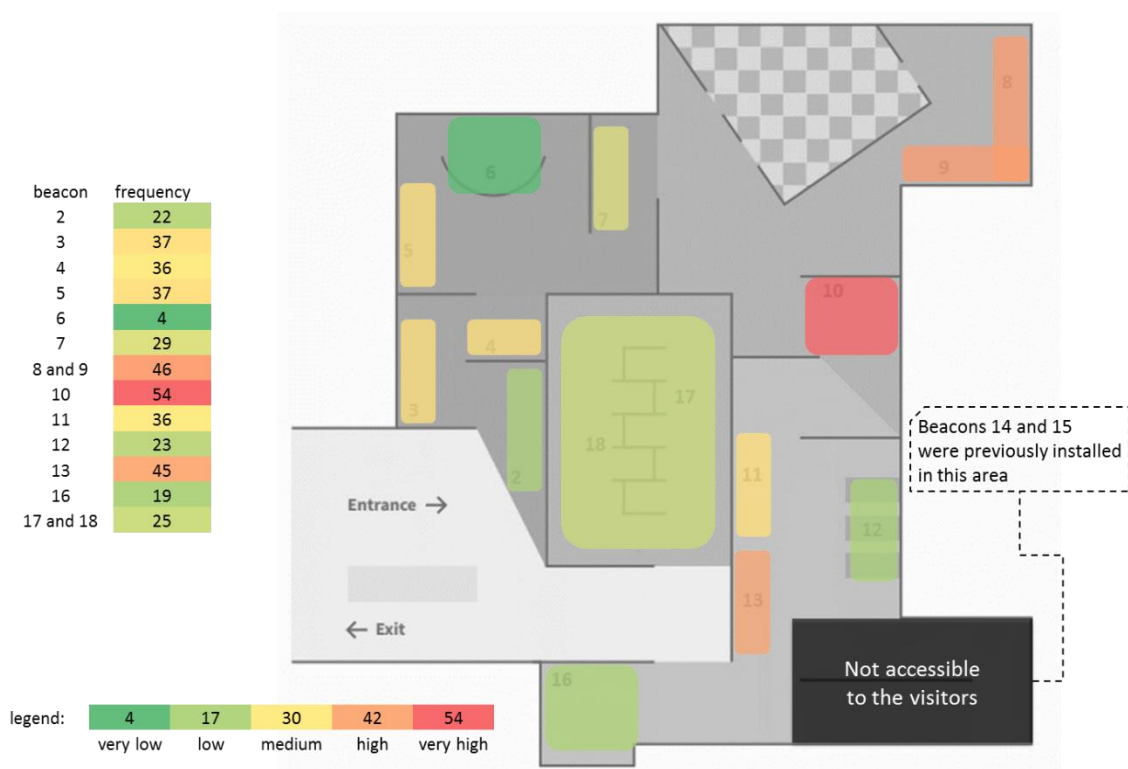 beacon frequency
2 22
3 37
4 36
5 37
6 4
7 29
8 and 9 46
10 54
11 36
12 23
13 45
16 19
17 and 18 25
8
9
6
7
5
10
4
3
2
17
18
11
12
13
16
Entrance →
← Exit
Beacons 14 and 15
were previously installed
in this area
Not accessible
to the visitors
legend: 4 17 30 42 54
very low low medium high very high